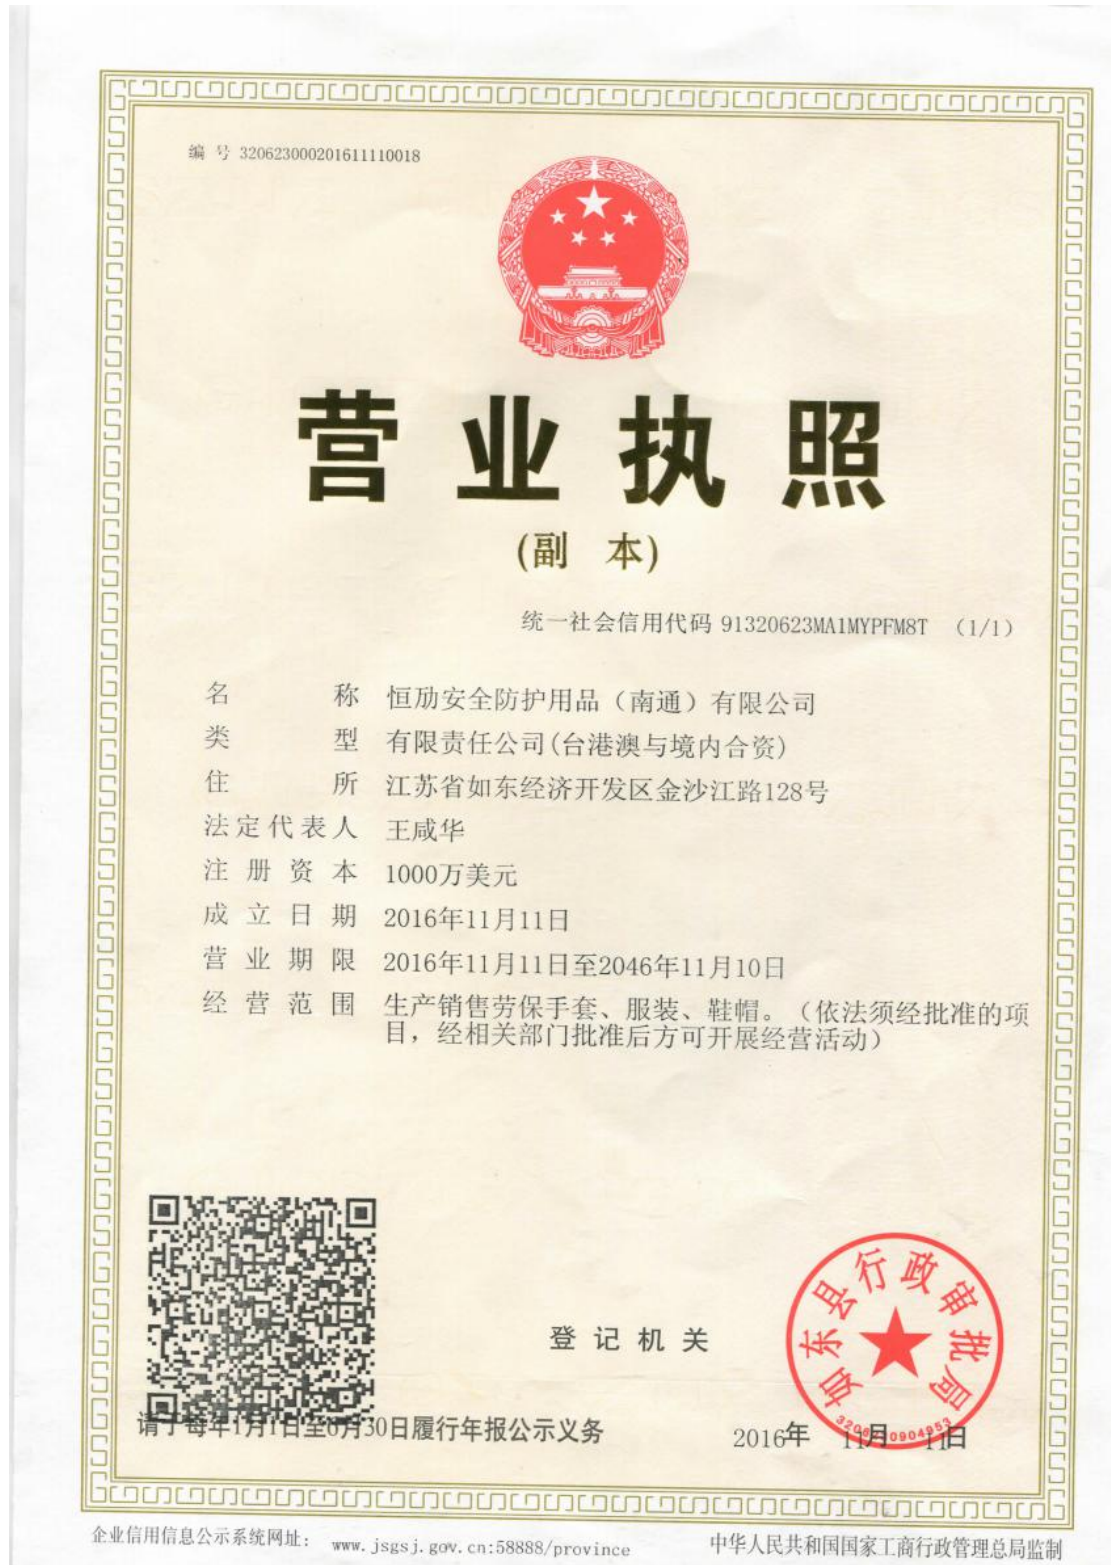 编 号 320623000201611110018
营业执照
(副 本)
统一社会信用代码 91320623MA1MYPFM8T （1/1）
名 称 恒劢安全防护用品（南通）有限公司
类 型 有限责任公司(台港澳与境内合资)
住 所 江苏省如东经济开发区金沙江路128号
法定代表人 王咸华
注 册 资 本 1000万美元
成 立 日 期 2016年11月11日
营 业 期 限 2016年11月11日至2046年11月10日
经 营 范 围 生产销售劳保手套、服装、鞋帽。（依法须经批准的项
目，经相关部门批准后方可开展经营活动）
如东县行政审批局
登 记 机 关
请于每年1月1日至6月30日履行年报公示义务
2016年 11月 11日
企业信用信息公示系统网址： www.jsgsj.gov.cn:58888/province
中华人民共和国国家工商行政管理总局监制